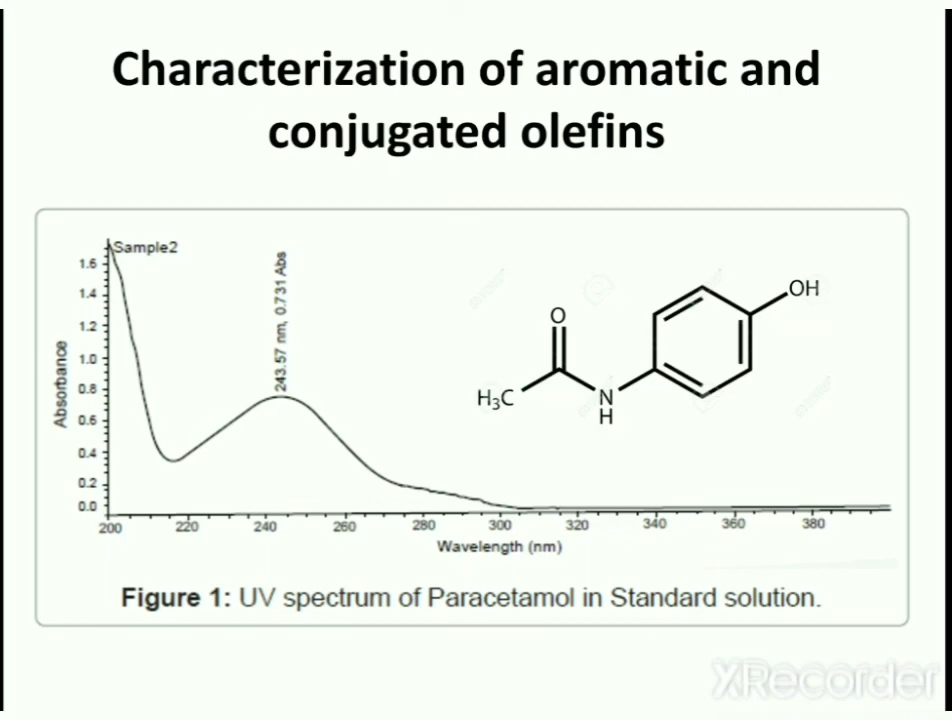 Characterization of aromatic and
conjugated olefins
Sample2
243.57 nm, 0.731 Abs
Absorbance
1.6
1.4
1.2
1.0
0.8
0.6
0.4
0.2
0.0
200 220 240 260 280 300 320 340 360 380
Wavelength (nm)
O
OH
H₃C
N
H
Figure 1: UV spectrum of Paracetamol in Standard solution.
XRecorder